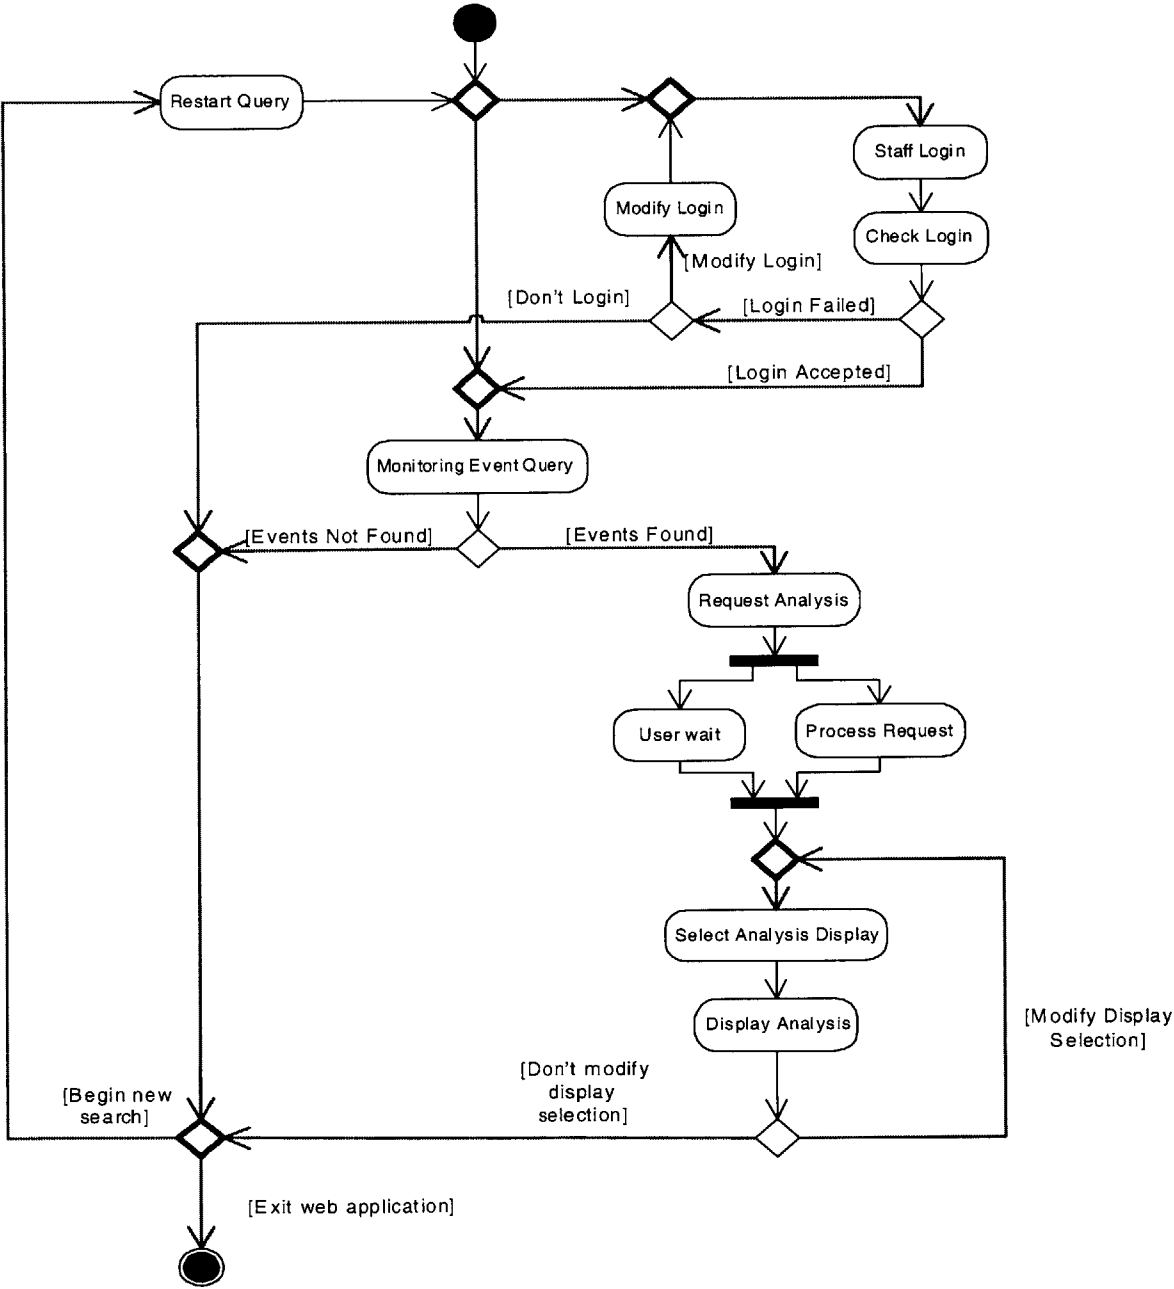 Restart Query
Staff Login
Modify Login
Check Login
[Modify Login]
[Don't Login]
[Login Failed]
[Login Accepted]
Monitoring Event Query
[Events Not Found]
[Events Found]
Request Analysis
User wait
Process Request
Select Analysis Display
Display Analysis
[Modify Display
Selection]
[Don't modify
display
selection]
[Begin new
search]
[Exit web application]